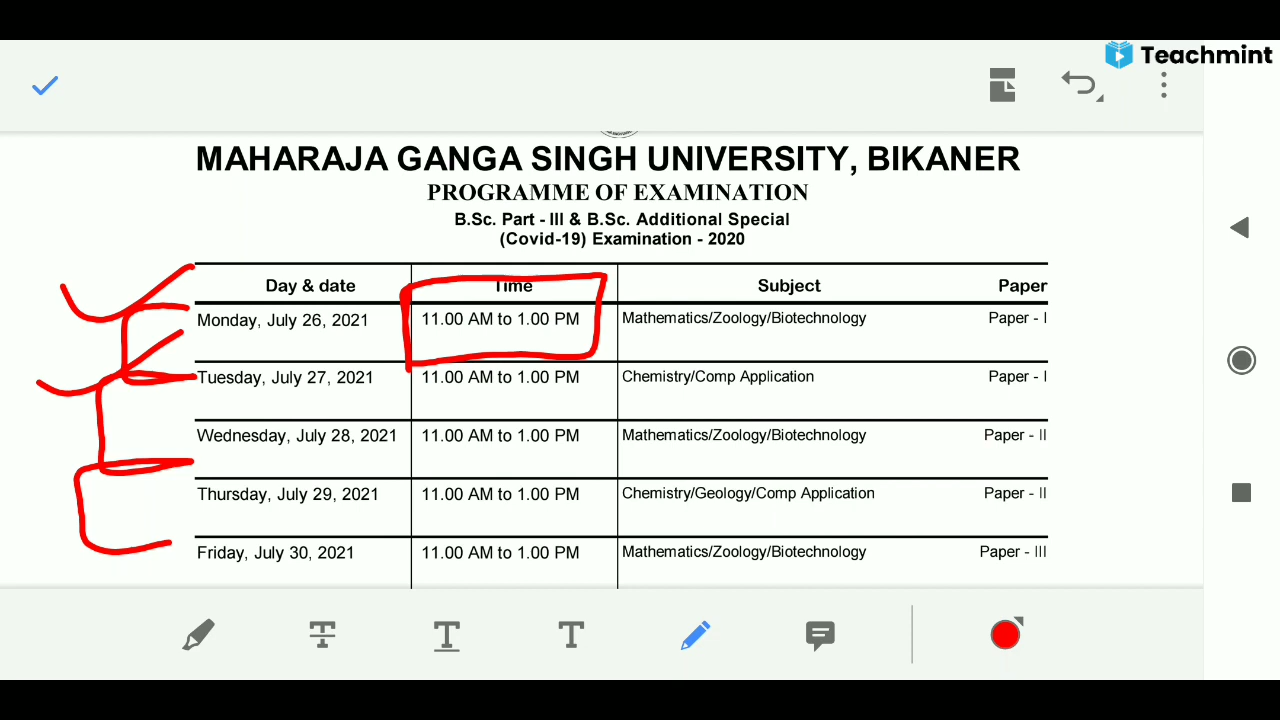 Teachmint
MAHARAJA GANGA SINGH UNIVERSITY, BIKANER
PROGRAMME OF EXAMINATION
B.Sc. Part - III & B.Sc. Additional Special
(Covid-19) Examination - 2020
Day & date Time Subject Paper
Monday, July 26, 2021 11.00 AM to 1.00 PM Mathematics/Zoology/Biotechnology Paper - I
Tuesday, July 27, 2021 11.00 AM to 1.00 PM Chemistry/Comp Application Paper - I
Wednesday, July 28, 2021 11.00 AM to 1.00 PM Mathematics/Zoology/Biotechnology Paper - II
Thursday, July 29, 2021 11.00 AM to 1.00 PM Chemistry/Geology/Comp Application Paper - II
Friday, July 30, 2021 11.00 AM to 1.00 PM Mathematics/Zoology/Biotechnology Paper - III
T T T